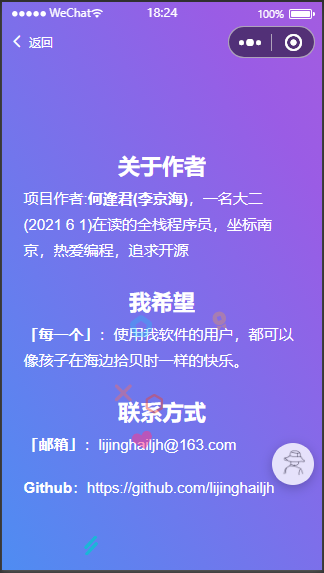 WeChat 18:24 100%
返回
关于作者
项目作者:何逢君(李京海)，一名大二
(2021 6 1)在读的全栈程序员，坐标南
京，热爱编程，追求开源
我希望
「每一个」：使用我软件的用户，都可以
像孩子在海边拾贝时一样的快乐。
联系方式
「邮箱」：lijinghailjh@163.com
Github：https://github.com/lijinghailjh